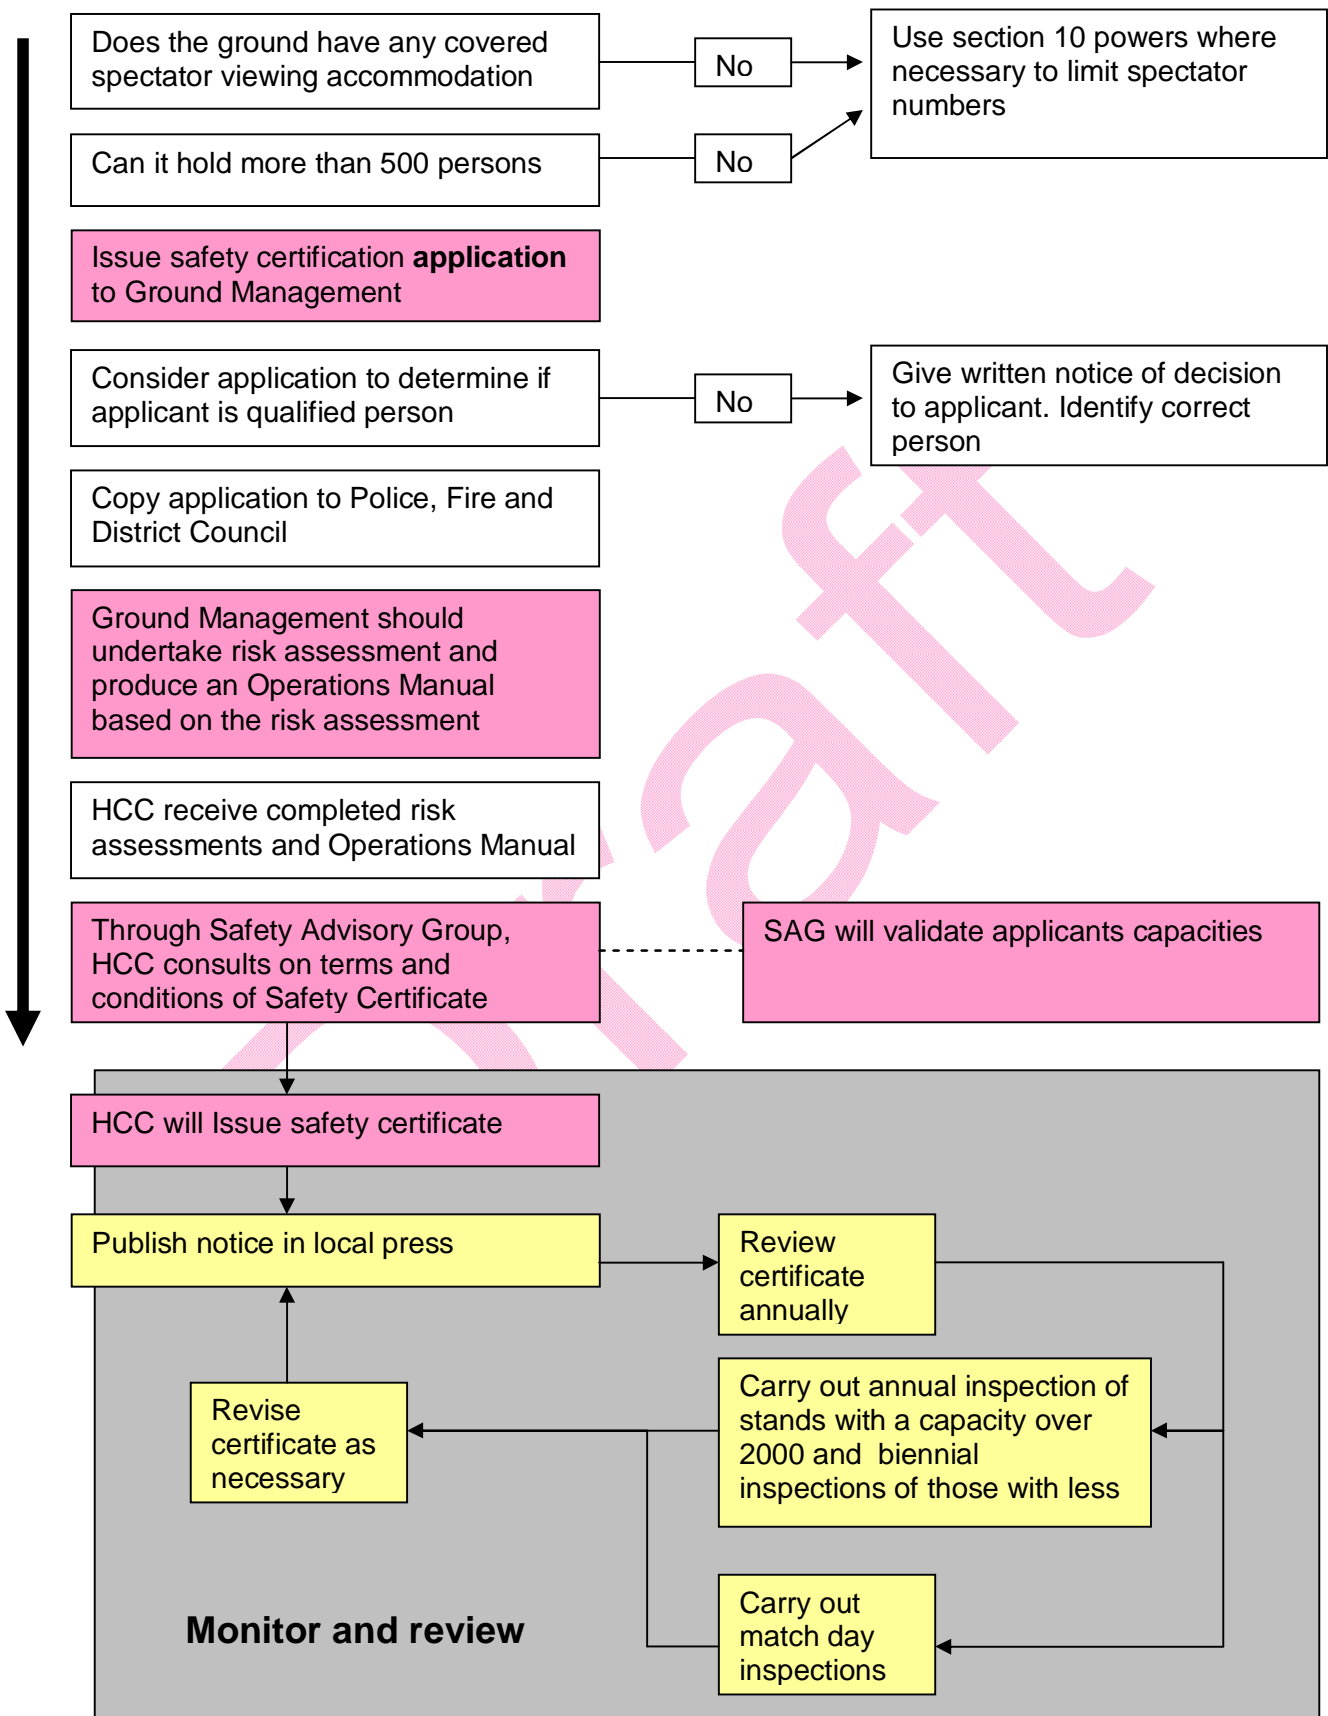 Does the ground have any covered
spectator viewing accommodation
No
Use section 10 powers where
necessary to limit spectator
numbers
Can it hold more than 500 persons
No
Issue safety certification application
to Ground Management
Consider application to determine if
applicant is qualified person
No
Give written notice of decision
to applicant. Identify correct
person
Copy application to Police, Fire and
District Council
Ground Management should
undertake risk assessment and
produce an Operations Manual
based on the risk assessment
HCC receive completed risk
assessments and Operations Manual
Through Safety Advisory Group,
HCC consults on terms and
conditions of Safety Certificate
SAG will validate applicants capacities
HCC will Issue safety certificate
Publish notice in local press
Review
certificate
annually
Carry out annual inspection of
stands with a capacity over
2000 and  biennial
inspections of those with less
Revise
certificate as
necessary
Carry out
match day
inspections
Monitor and review
Draft